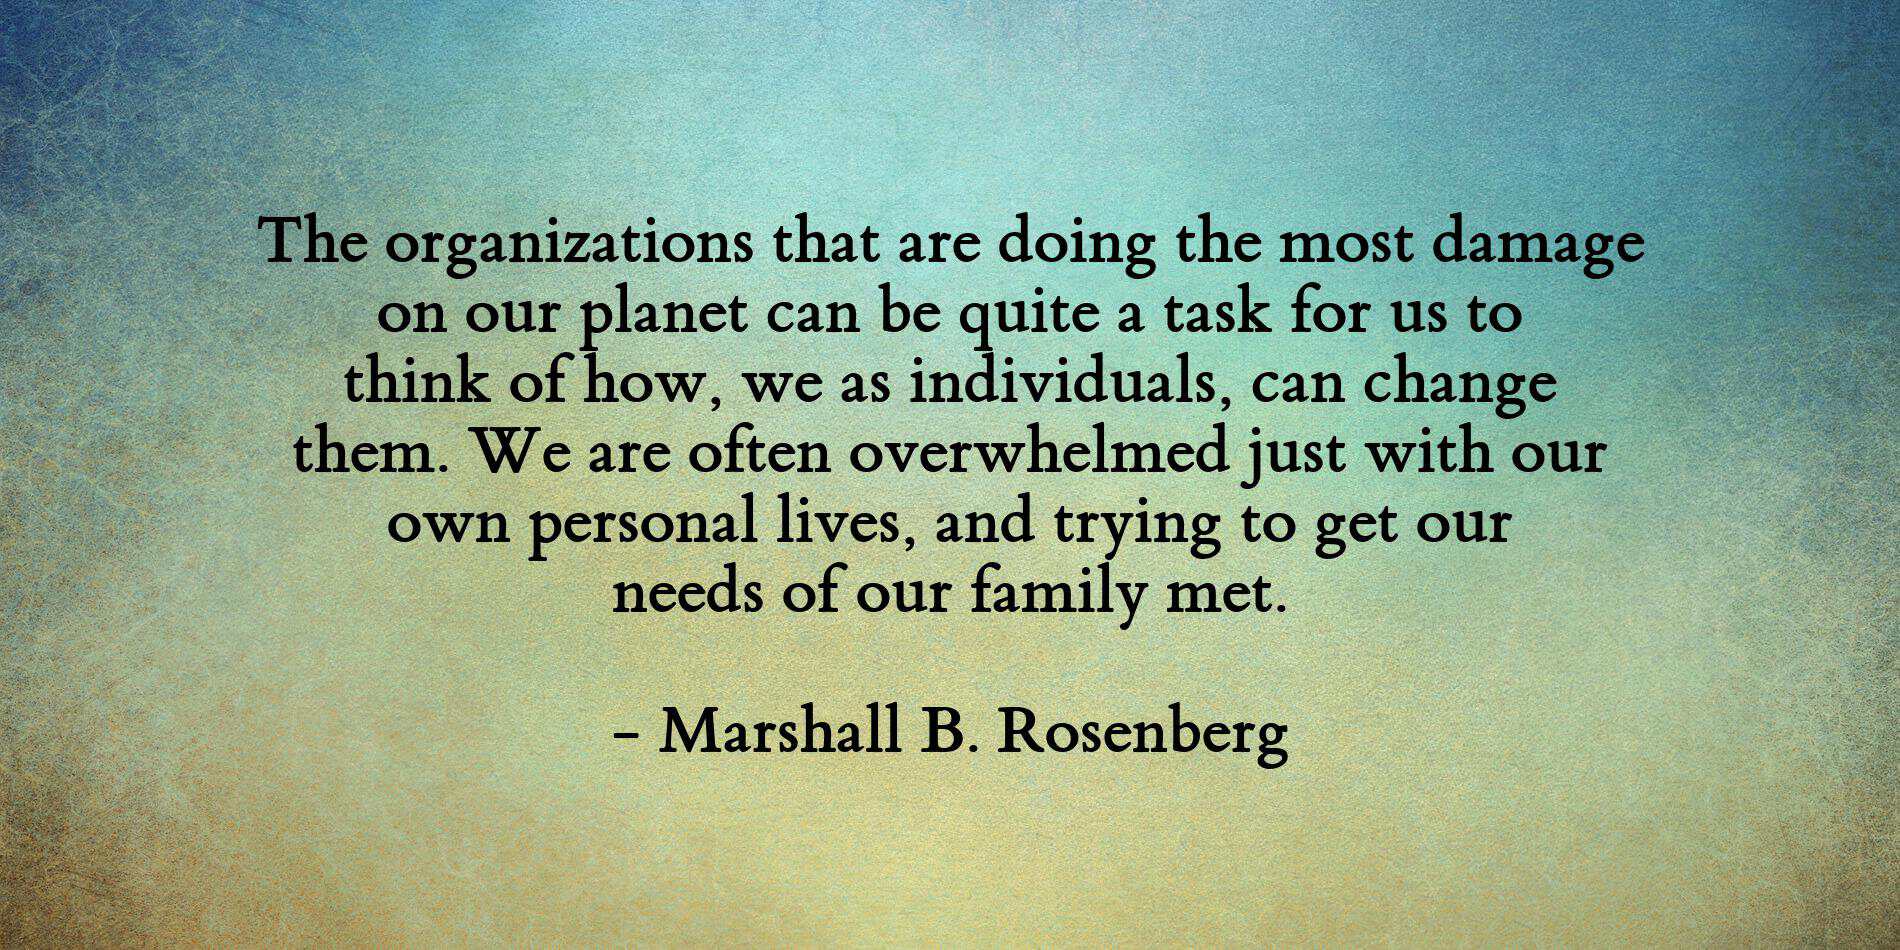 The organizations that are doing the most damage
on our planet can be quite a task for us to
think of how, we as individuals, can change
them. We are often overwhelmed just with our
own personal lives, and trying to get our
needs of our family met.
– Marshall B. Rosenberg